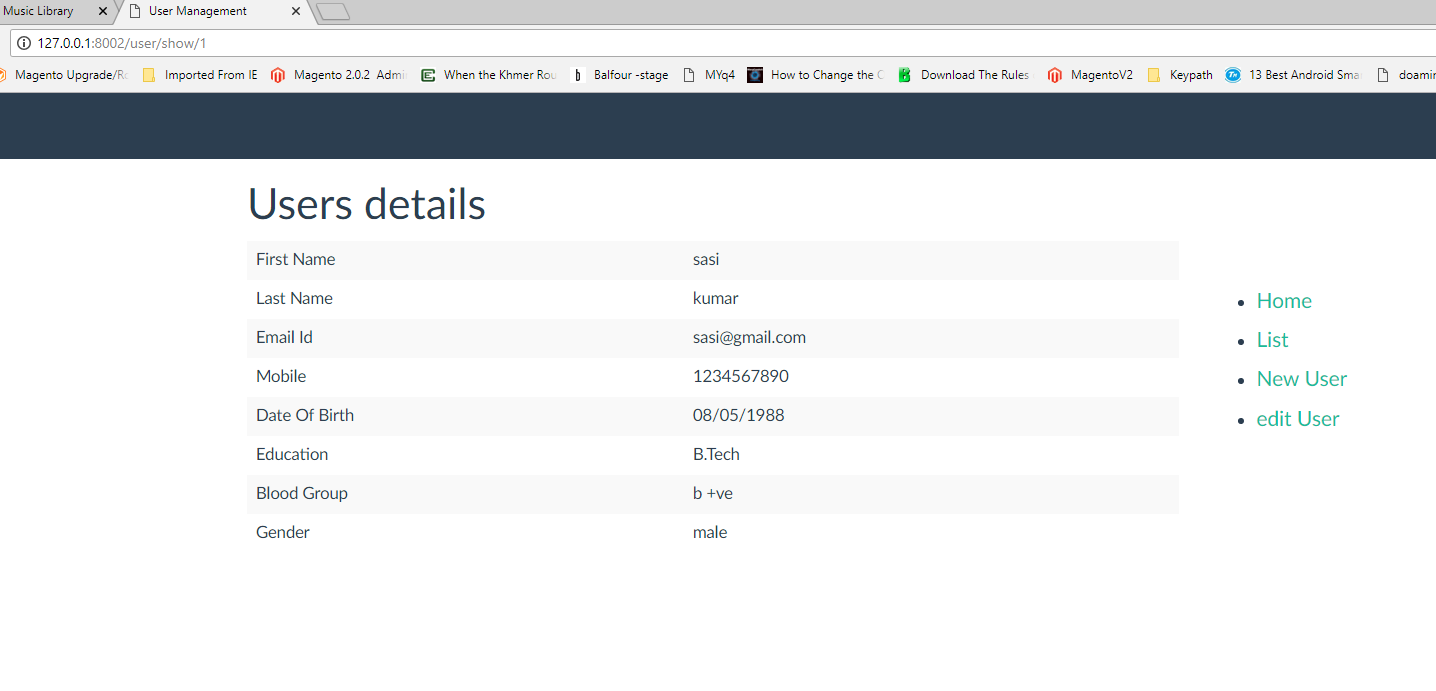 Music Library User Management
127.0.0.1:8002/user/show/1
Magento Upgrade/Ro Imported From IE Magento 2.0.2 Admi When the Khmer Rou Balfour -stage MYq4 How to Change the C Download The Rules MagentoV2 Keypath 13 Best Android Sma doamin
Users details
First Name sasi
Last Name kumar
Email Id sasi@gmail.com
Mobile 1234567890
Date Of Birth 08/05/1988
Education B.Tech
Blood Group b +ve
Gender male
Home
List
New User
edit User